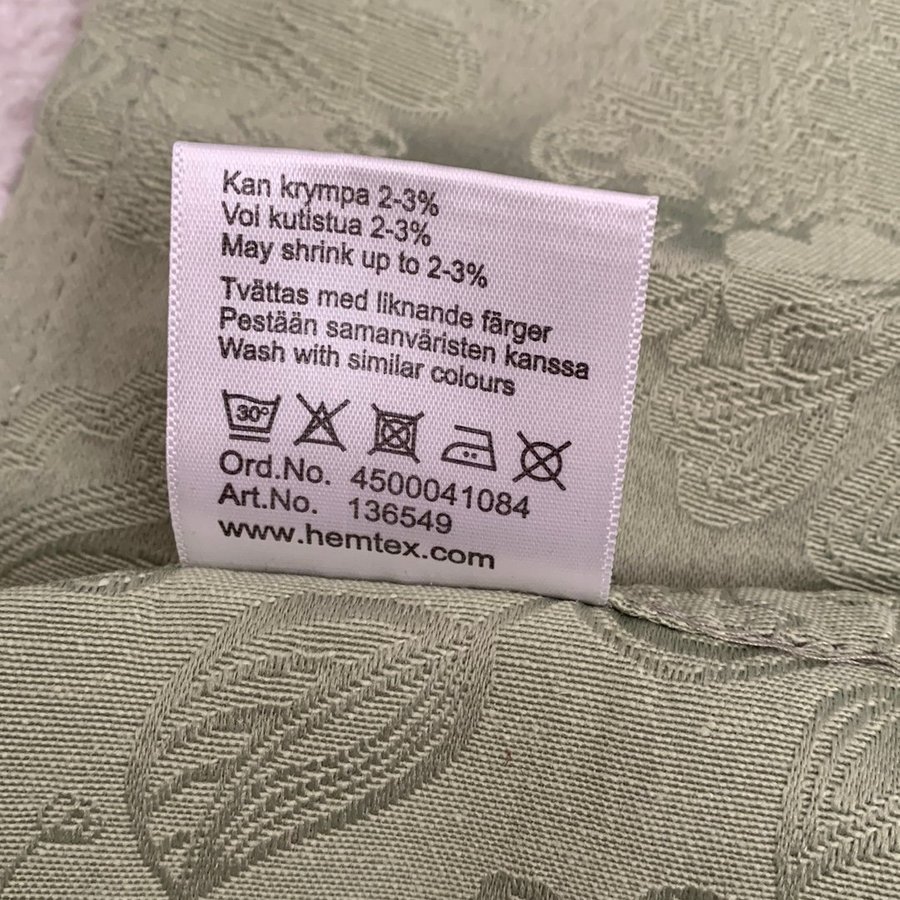 Kan krympa 2-3%
Voi kutistua 2-3%
May shrink up to 2-3%
Tvättas med liknande färger
Pestään samanväristen kanssa
Wash with similar colours
30°
Ord.No. 4500041084
Art.No. 136549
www.hemtex.com